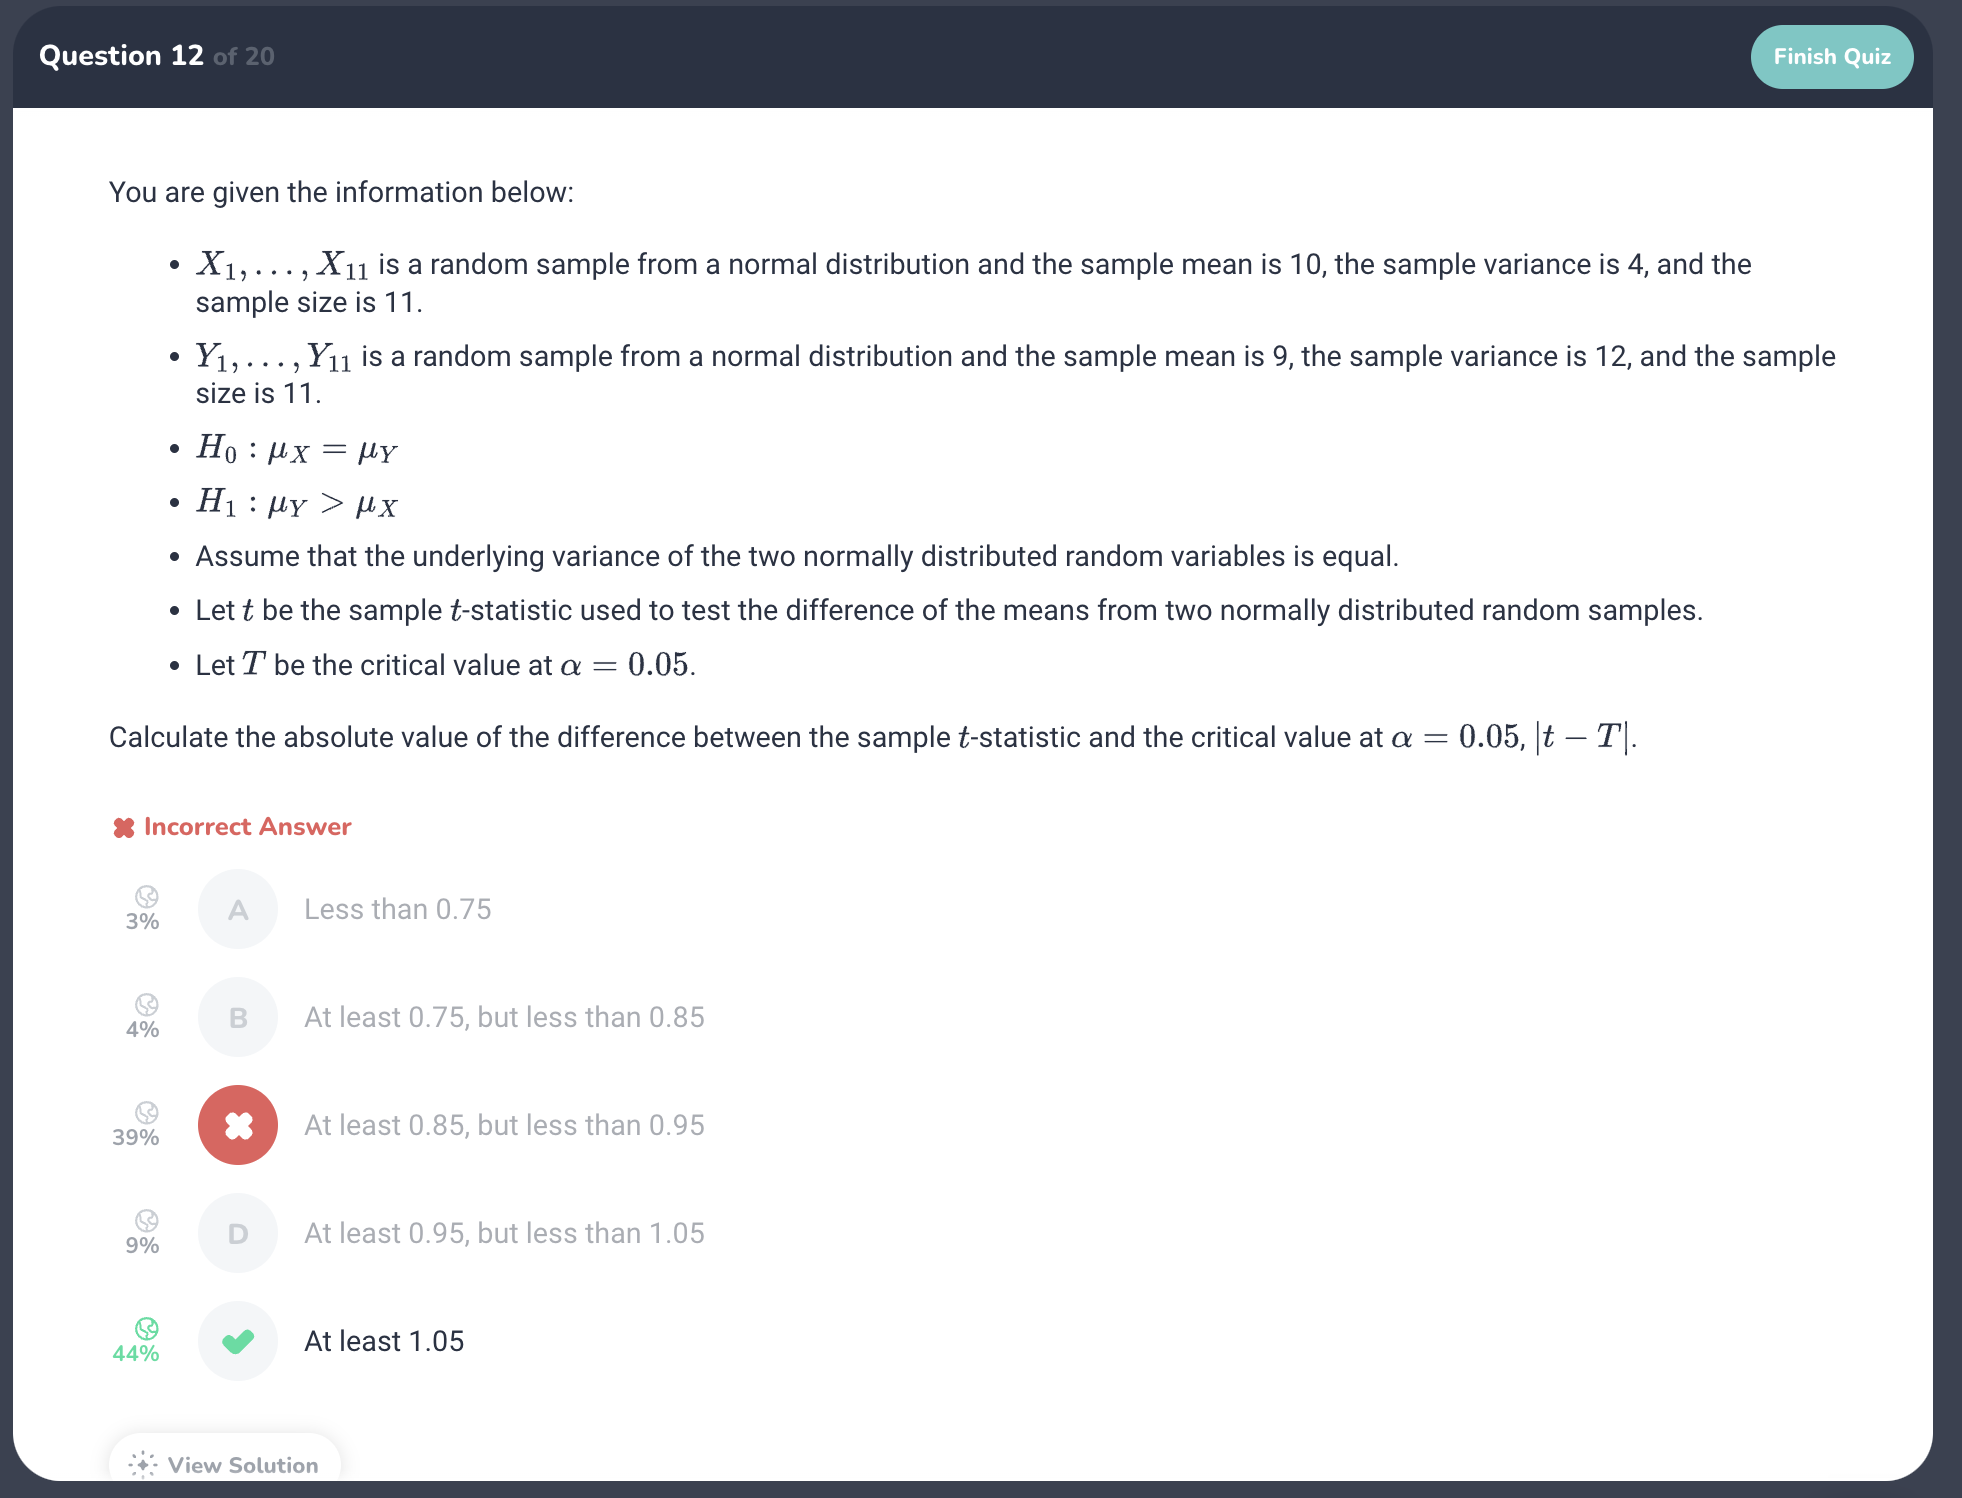 Question 12 of 20
Finish Quiz
You are given the information below:
• X₁, . . . , X₁₁ is a random sample from a normal distribution and the sample mean is 10, the sample variance is 4, and the
sample size is 11.
• Y₁, . . . , Y₁₁ is a random sample from a normal distribution and the sample mean is 9, the sample variance is 12, and the sample
size is 11.
• H₀ : μ_X = μ_Y
• H₁ : μ_Y > μ_X
• Assume that the underlying variance of the two normally distributed random variables is equal.
• Let t be the sample t-statistic used to test the difference of the means from two normally distributed random samples.
• Let T be the critical value at α = 0.05.
Calculate the absolute value of the difference between the sample t-statistic and the critical value at α = 0.05, |t − T|.
Incorrect Answer
3% A Less than 0.75
4% B At least 0.75, but less than 0.85
39% At least 0.85, but less than 0.95
9% D At least 0.95, but less than 1.05
44% At least 1.05
View Solution